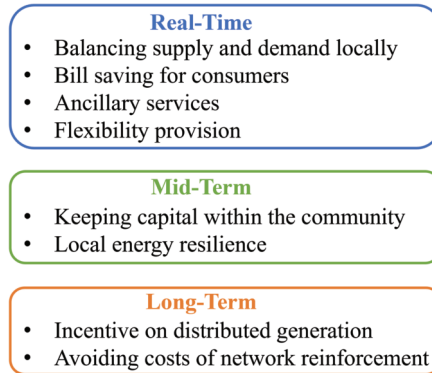 Real-Time
• Balancing supply and demand locally
• Bill saving for consumers
• Ancillary services
• Flexibility provision
Mid-Term
• Keeping capital within the community
• Local energy resilience
Long-Term
• Incentive on distributed generation
• Avoiding costs of network reinforcement